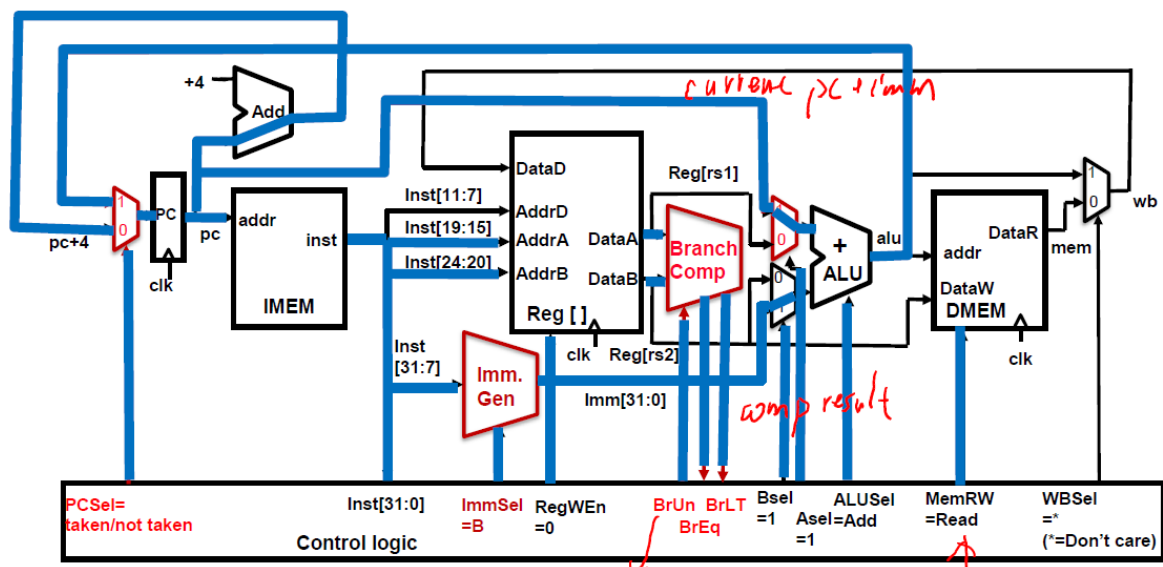 +4
Add
current pc + imm
1
0
pc+4
PC
clk
pc
addr
inst
IMEM
Inst[11:7]
Inst[19:15]
Inst[24:20]
DataD
AddrD
AddrA
AddrB
DataA
DataB
Reg [ ]
clk
Reg[rs1]
Reg[rs2]
Branch
Comp
1
0
0
1
+
ALU
alu
addr
DataW
DataR
DMEM
clk
mem
1
0
wb
Inst
[31:7]
Imm.
Gen
Imm[31:0]
comp result
PCSel=
taken/not taken
Inst[31:0]
ImmSel
=B
RegWEn
=0
BrUn BrLT
BrEq
Bsel
=1
Asel
=1
ALUSel
=Add
MemRW
=Read
WBSel
=*
(*=Don't care)
Control logic